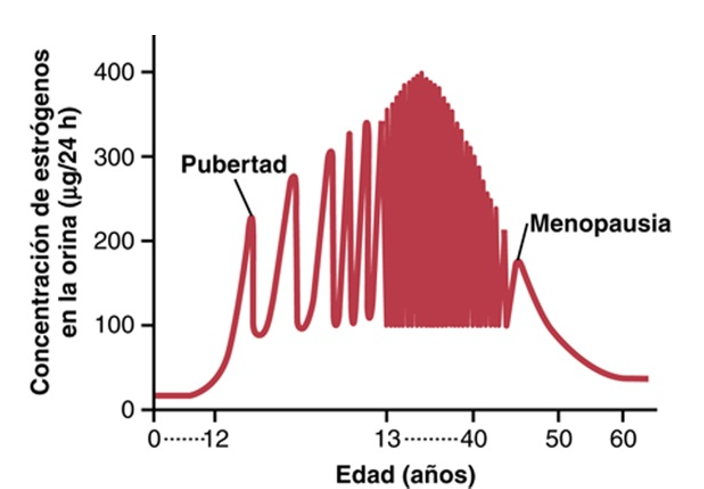 Concentración de estrógenos
en la orina (µg/24 h)
400
300
200
100
0
Pubertad
Menopausia
0·······12 13·········40 50 60
Edad (años)